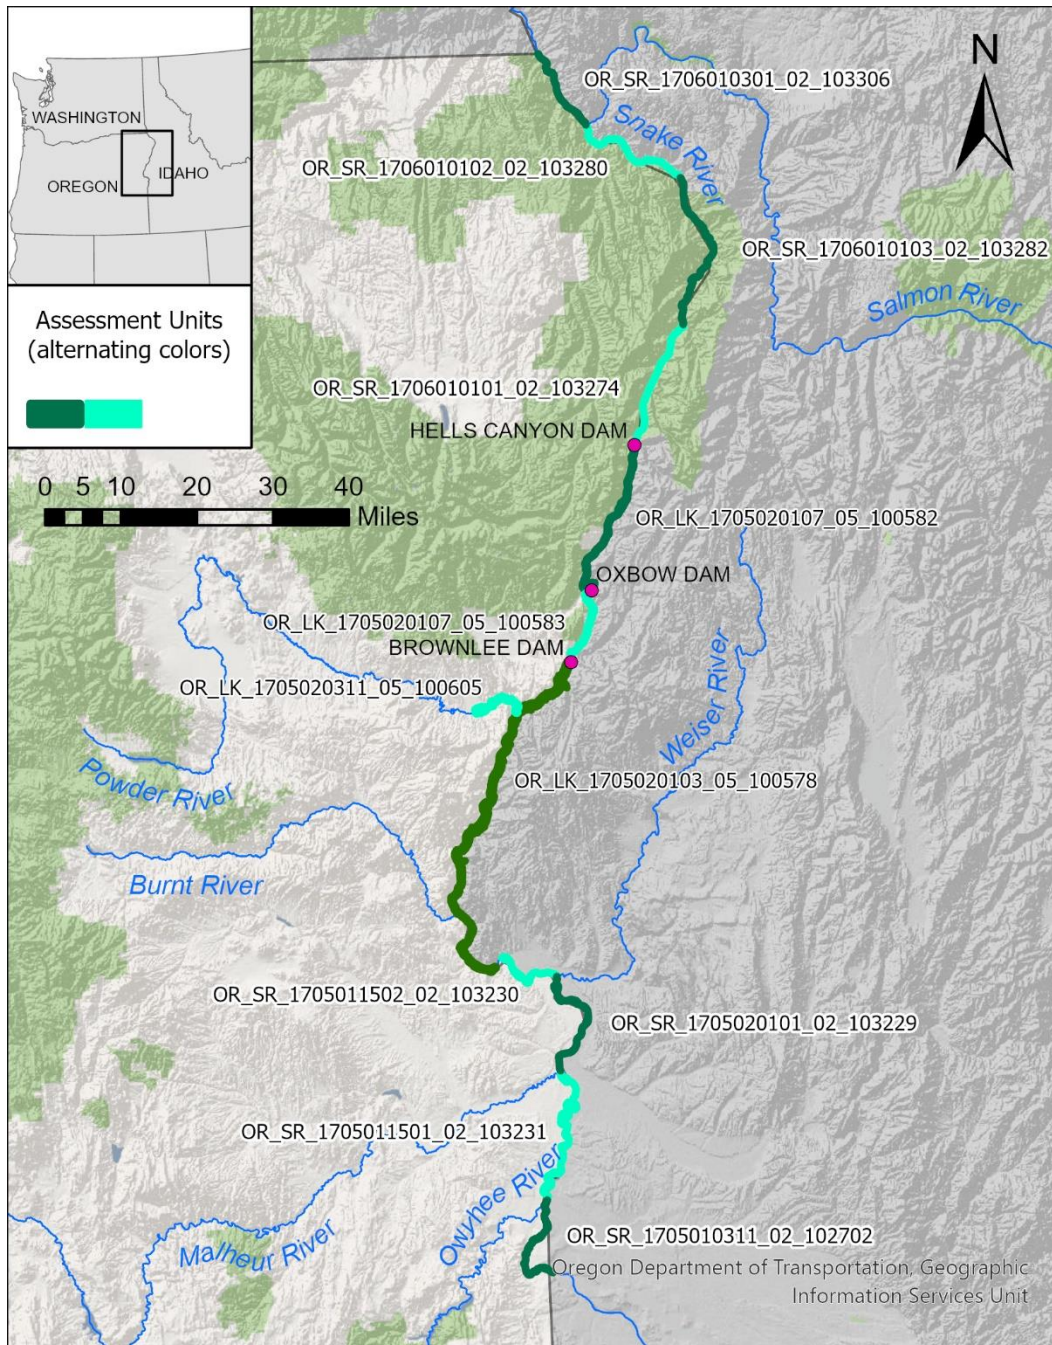 N
WASHINGTON
OREGON
IDAHO
Assessment Units
(alternating colors)
0 5 10 20 30 40
Miles
OR_SR_1706010301_02_103306
Snake River
OR_SR_1706010102_02_103280
OR_SR_1706010103_02_103282
Salmon River
OR_SR_1706010101_02_103274
HELLS CANYON DAM
OR_LK_1705020107_05_100582
OXBOW DAM
OR_LK_1705020107_05_100583
BROWNLEE DAM
OR_LK_1705020311_05_100605
Weiser River
Powder River
OR_LK_1705020103_05_100578
Burnt River
OR_SR_1705011502_02_103230
OR_SR_1705020101_02_103229
OR_SR_1705011501_02_103231
Owyhee River
Malheur River
OR_SR_1705010311_02_102702
Oregon Department of Transportation, Geographic
Information Services Unit